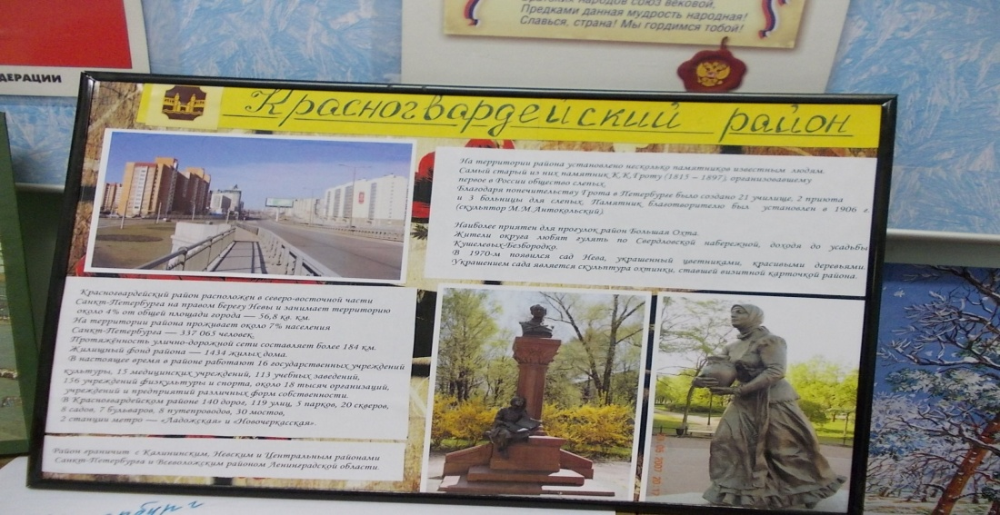 братских народов союз вековой,
Предками данная мудрость народная!
Славься, страна! Мы гордимся тобой!
ДЕРАЦИИ
Красногвардейский район
На территории района установлено несколько памятников известным людям.
Самый старый из них памятник К.К.Гроту (1815 – 1897), организовавшему
первое в России общество слепых.
Благодаря попечительству Грота в Петербурге было создано 21 училище, 2 приюта
и 3 больницы для слепых. Памятник благотворителю был установлен в 1906 г.
(скульптор М.М.Антокольский).
Наиболее приятен для прогулок район Большая Охта.
Жители округа любят гулять по Свердловской набережной, доходя до усадьбы
Кушелевых-Безбородко.
В 1970-м появился сад Нева, украшенный цветниками, красивыми деревьями.
Украшением сада является скульптура охтинки, ставшей визитной карточкой района.
Красногвардейский район расположен в северо-восточной части
Санкт-Петербурга на правом берегу Невы и занимает территорию
около 4% от общей площади города — 56,8 кв. км.
На территории района проживает около 7% населения
Санкт-Петербурга — 337 065 человек.
Протяжённость улично-дорожной сети составляет более 184 км.
Жилищный фонд района — 1434 жилых дома.
В настоящее время в районе работают 16 государственных учреждений
культуры, 15 медицинских учреждений, 113 учебных заведений,
156 учреждений физкультуры и спорта, около 18 тысяч организаций,
учреждений и предприятий различных форм собственности.
В Красногвардейском районе 140 дорог, 119 улиц, 5 парков, 20 скверов,
8 садов, 7 бульваров, 8 путепроводов, 30 мостов,
2 станции метро — «Ладожская» и «Новочеркасская».
Район граничит с Калининским, Невским и Центральным районами
Санкт-Петербурга и Всеволожским районом Ленинградской области.